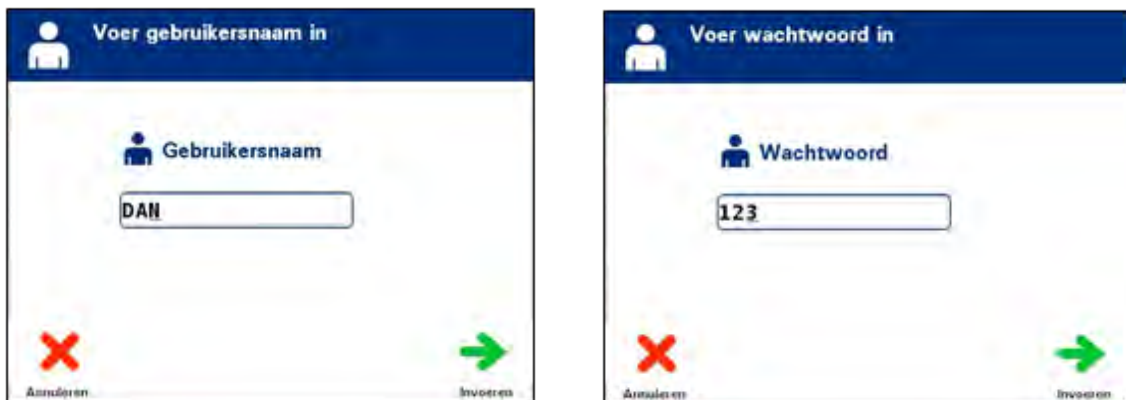 Voer gebruikersnaam in
Gebruikersnaam
DAN
Annuleren
Invoeren
Voer wachtwoord in
Wachtwoord
123
Annuleren
Invoeren